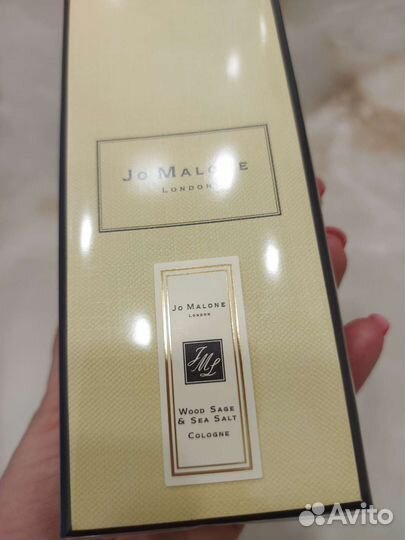 Jo Malone
London
Jo Malone
London
JML
Wood Sage
& Sea Salt
Cologne
Avito